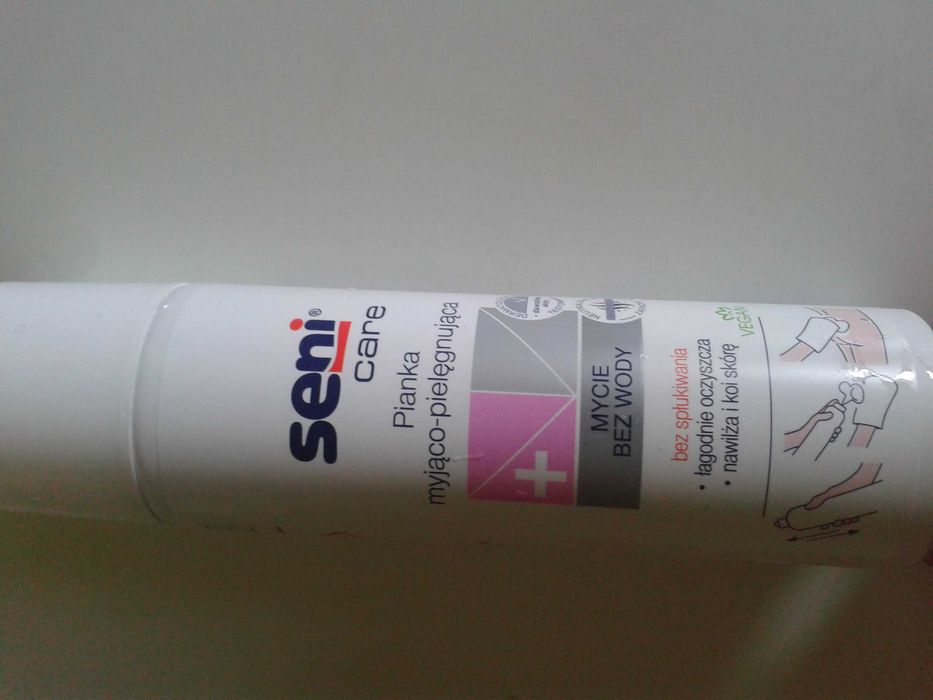 seni®
care
Pianka
myjąco-pielęgnująca
MYCIE
BEZ WODY
bez spłukiwania
• łagodnie oczyszcza
• nawilża i koi skórę
VEGAN